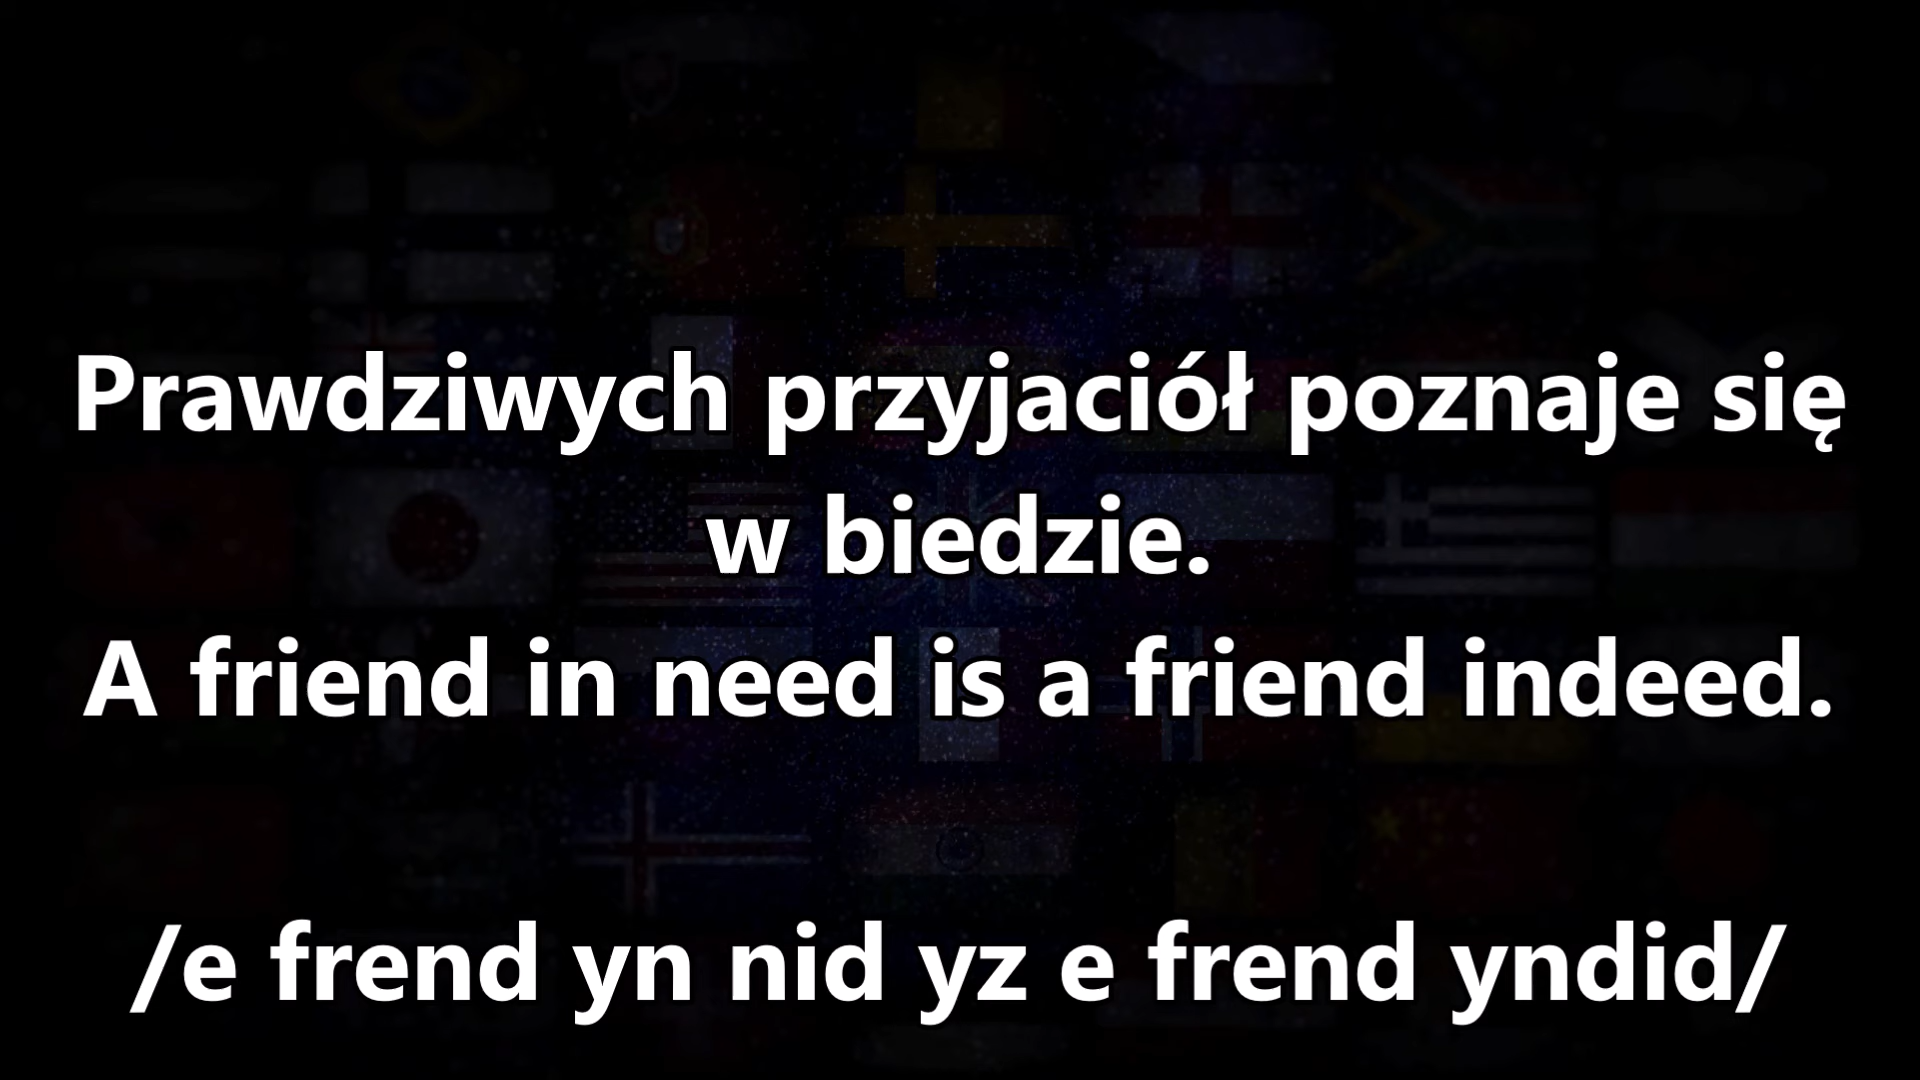 Prawdziwych przyjaciół poznaje się
w biedzie.
A friend in need is a friend indeed.
/e frend yn nid yz e frend yndid/